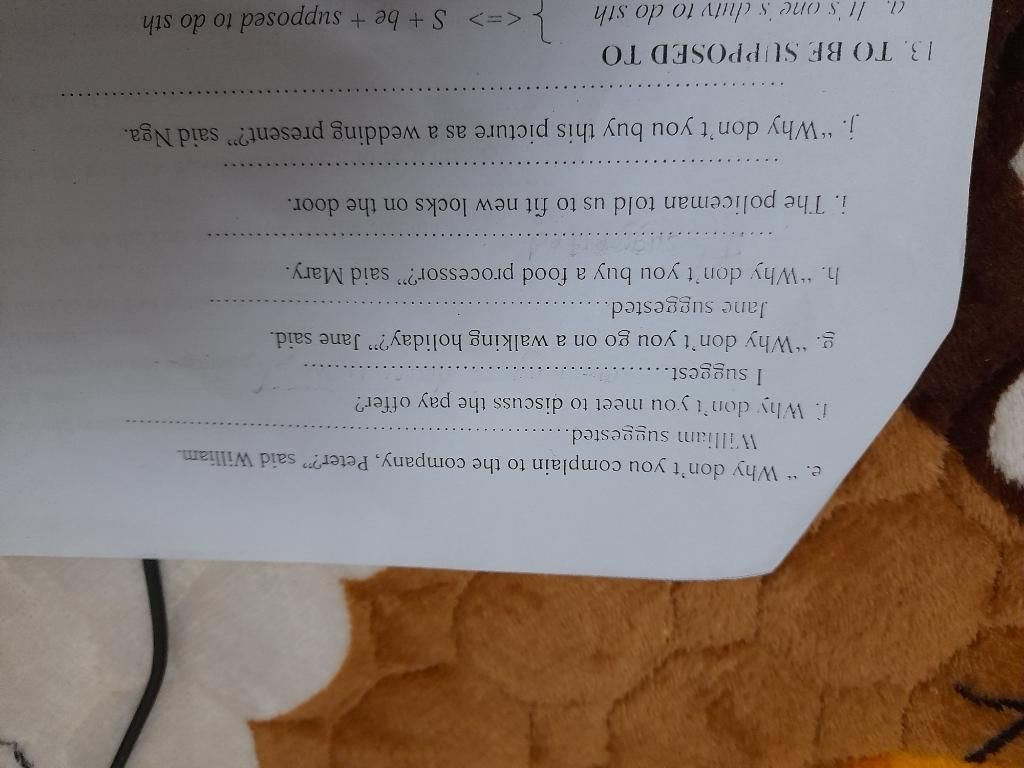 e. “ Why don't you complain to the company, Peter?” said William.
William suggested..........................................................................
f. Why don't you meet to discuss the pay offer?
I suggest..........................................................
g. “Why don't you go on a walking holiday?” Jane said.
Jane suggested..............................................................
h. “Why don't you buy a food processor?” said Mary.
I suggested
....................................................................................
i. The policeman told us to fit new locks on the door.
....................................................................................
j. “Why don't you buy this picture as a wedding present?” said Nga.
....................................................................................
13. TO BE SUPPOSED TO
a. It's one's duty to do sth } <=> S + be + supposed to do sth